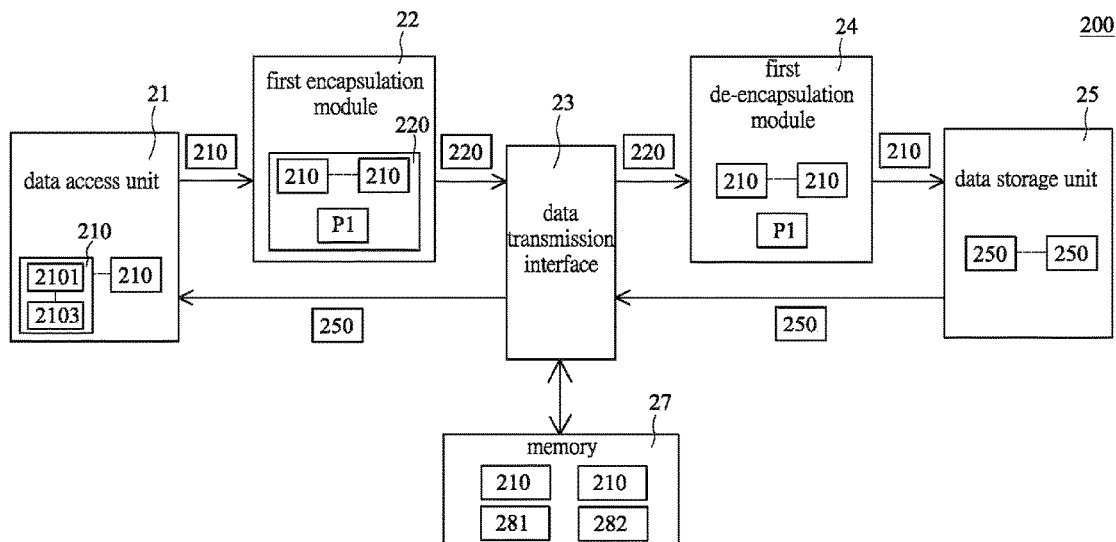 200
22
first encapsulation
module
220
210
210
P1
24
first
de-encapsulation
module
210
210
P1
21
data access unit
210
2101
2103
210
210
220
23
data
transmission
interface
220
210
25
data storage unit
250
250
250
250
27
memory
210
210
281
282